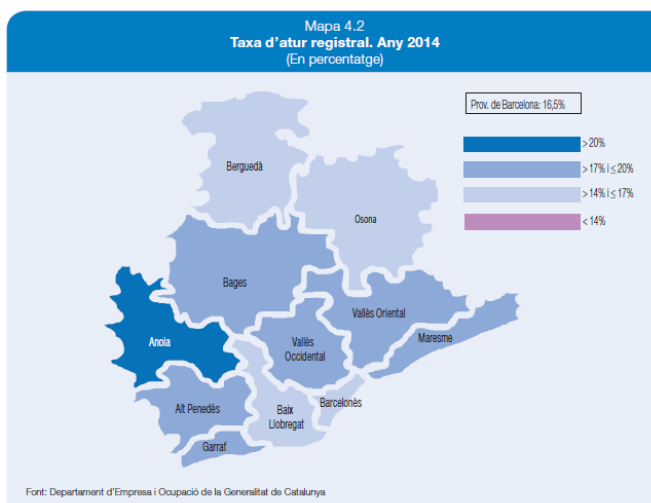 Mapa 4.2
Taxa d'atur registral. Any 2014
(En percentatge)
Prov. de Barcelona: 16,5%
> 20%
> 17% i ≤ 20%
> 14% i ≤ 17%
< 14%
Berguedà
Osona
Bages
Vallès Oriental
Maresme
Anoia
Vallès
Occidental
Alt Penedès
Baix
Llobregat
Barcelonès
Garraf
Font: Departament d'Empresa i Ocupació de la Generalitat de Catalunya